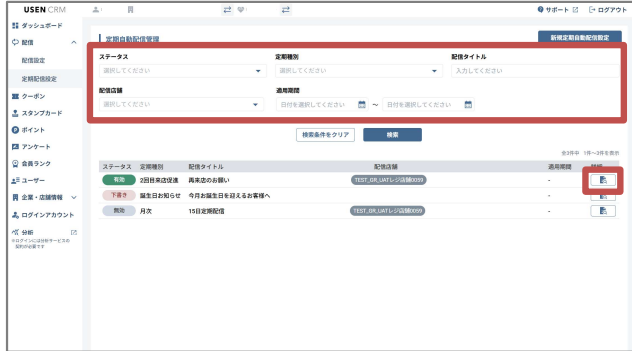 USEN CRM
サポート
ログアウト
ダッシュボード
配信
配信設定
定期配信設定
クーポン
スタンプカード
ポイント
アンケート
会員ランク
ユーザー
企業・店舗情報
ログインアカウント
分析
※ログインには分析サービスの
契約が必要です
定期自動配信管理
新規定期自動配信設定
ステータス 定期種別 配信タイトル
選択してください 選択してください 入力してください
配信店舗 適用期間
選択してください 日付を選択してください ～ 日付を選択してください
検索条件をクリア 検索
全3件中 1件～3件を表示
ステータス 定期種別 配信タイトル 配信店舗 適用期間
有効 2回目来店促進 再来店のお願い TEST_GR_UATレジ店舗0059 -
下書き 誕生日お知らせ 今月お誕生日を迎えるお客様へ -
無効 月次 15日定期配信 TEST_GR_UATレジ店舗0059 -